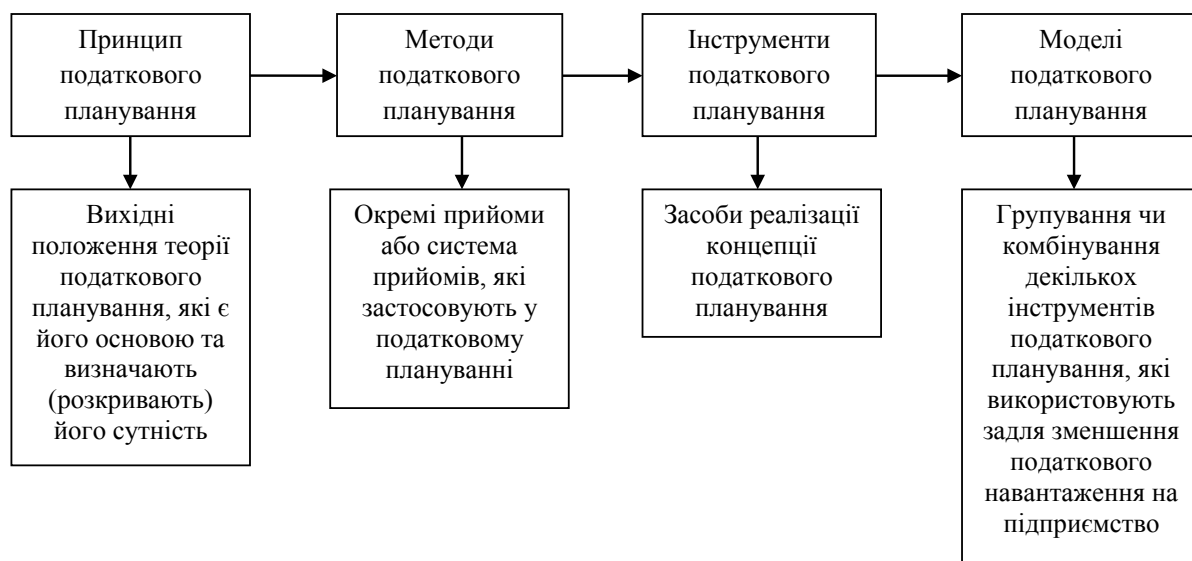 Принцип
податкового
планування
Методи
податкового
планування
Інструменти
податкового
планування
Моделі
податкового
планування
Вихідні
положення теорії
податкового
планування, які є
його основою та
визначають
(розкривають)
його сутність
Окремі прийоми
або система
прийомів, які
застосовують у
податковому
плануванні
Засоби реалізації
концепції
податкового
планування
Групування чи
комбінування
декількох
інструментів
податкового
планування, які
використовують
задля зменшення
податкового
навантаження на
підприємство